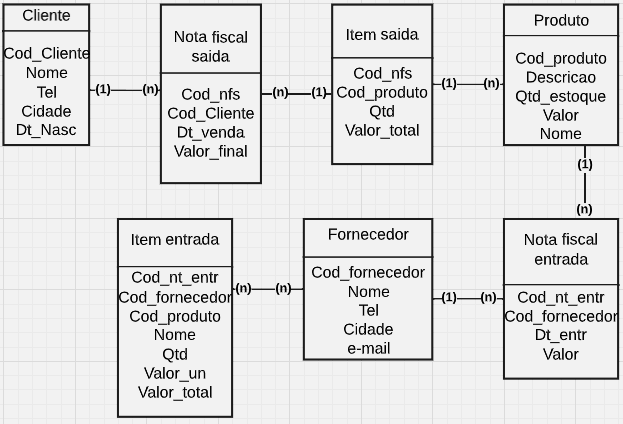 Cliente
Cod_Cliente
Nome
Tel
Cidade
Dt_Nasc
(1)
(n)
Nota fiscal
saida
Cod_nfs
Cod_Cliente
Dt_venda
Valor_final
(n)
(1)
Item saida
Cod_nfs
Cod_produto
Qtd
Valor_total
(1)
(n)
Produto
Cod_produto
Descricao
Qtd_estoque
Valor
Nome
(1)
(n)
Item entrada
Cod_nt_entr
Cod_fornecedor
Cod_produto
Nome
Qtd
Valor_un
Valor_total
(n)
(n)
Fornecedor
Cod_fornecedor
Nome
Tel
Cidade
e-mail
(1)
(n)
Nota fiscal
entrada
Cod_nt_entr
Cod_fornecedor
Dt_entr
Valor